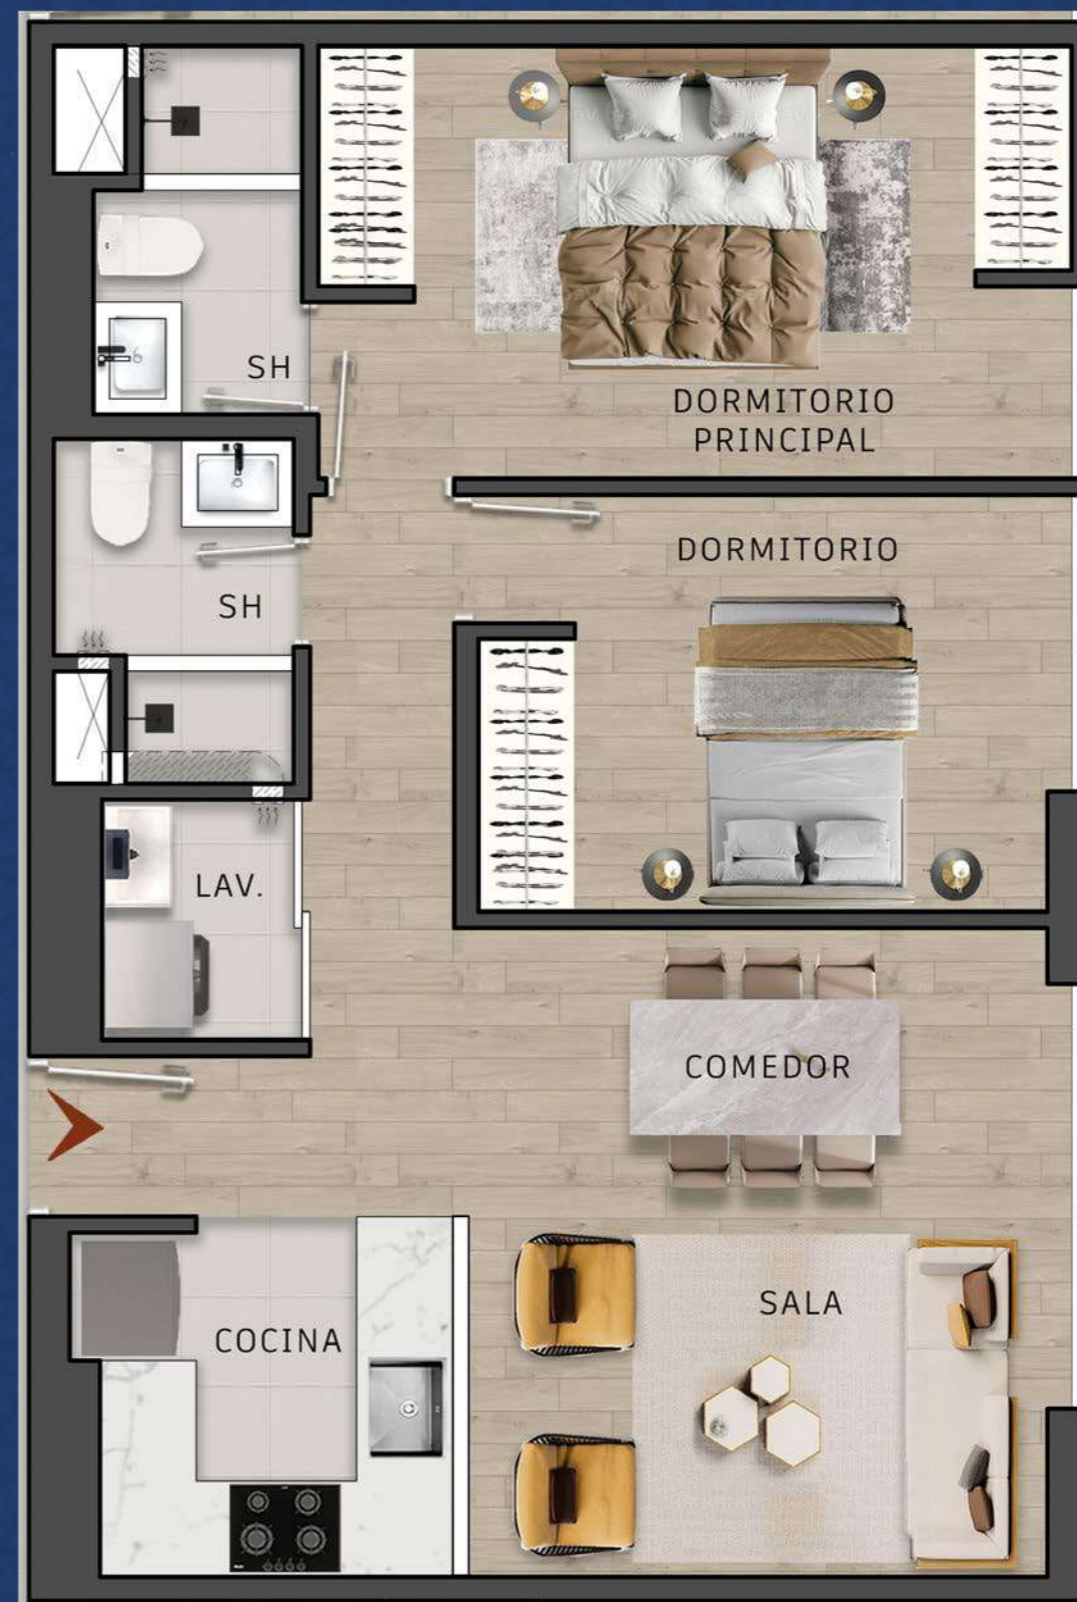 SH
DORMITORIO
PRINCIPAL
DORMITORIO
SH
LAV.
COMEDOR
SALA
COCINA